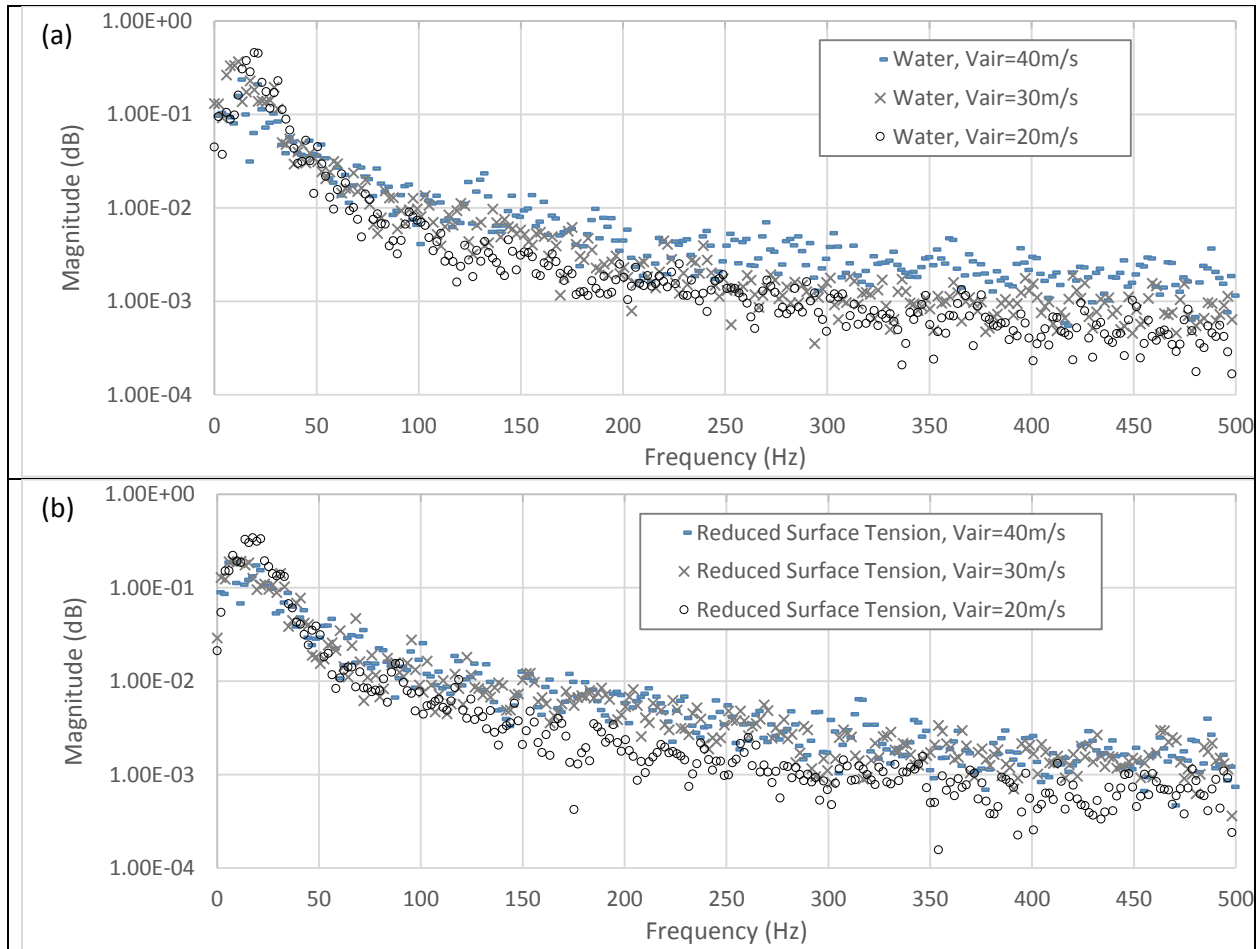 (a)
1.00E+00
1.00E-01
1.00E-02
1.00E-03
1.00E-04
Magnitude (dB)
Water, Vair=40m/s
Water, Vair=30m/s
Water, Vair=20m/s
0 50 100 150 200 250 300 350 400 450 500
Frequency (Hz)
(b)
1.00E+00
1.00E-01
1.00E-02
1.00E-03
1.00E-04
Magnitude (dB)
Reduced Surface Tension, Vair=40m/s
Reduced Surface Tension, Vair=30m/s
Reduced Surface Tension, Vair=20m/s
0 50 100 150 200 250 300 350 400 450 500
Frequency (Hz)